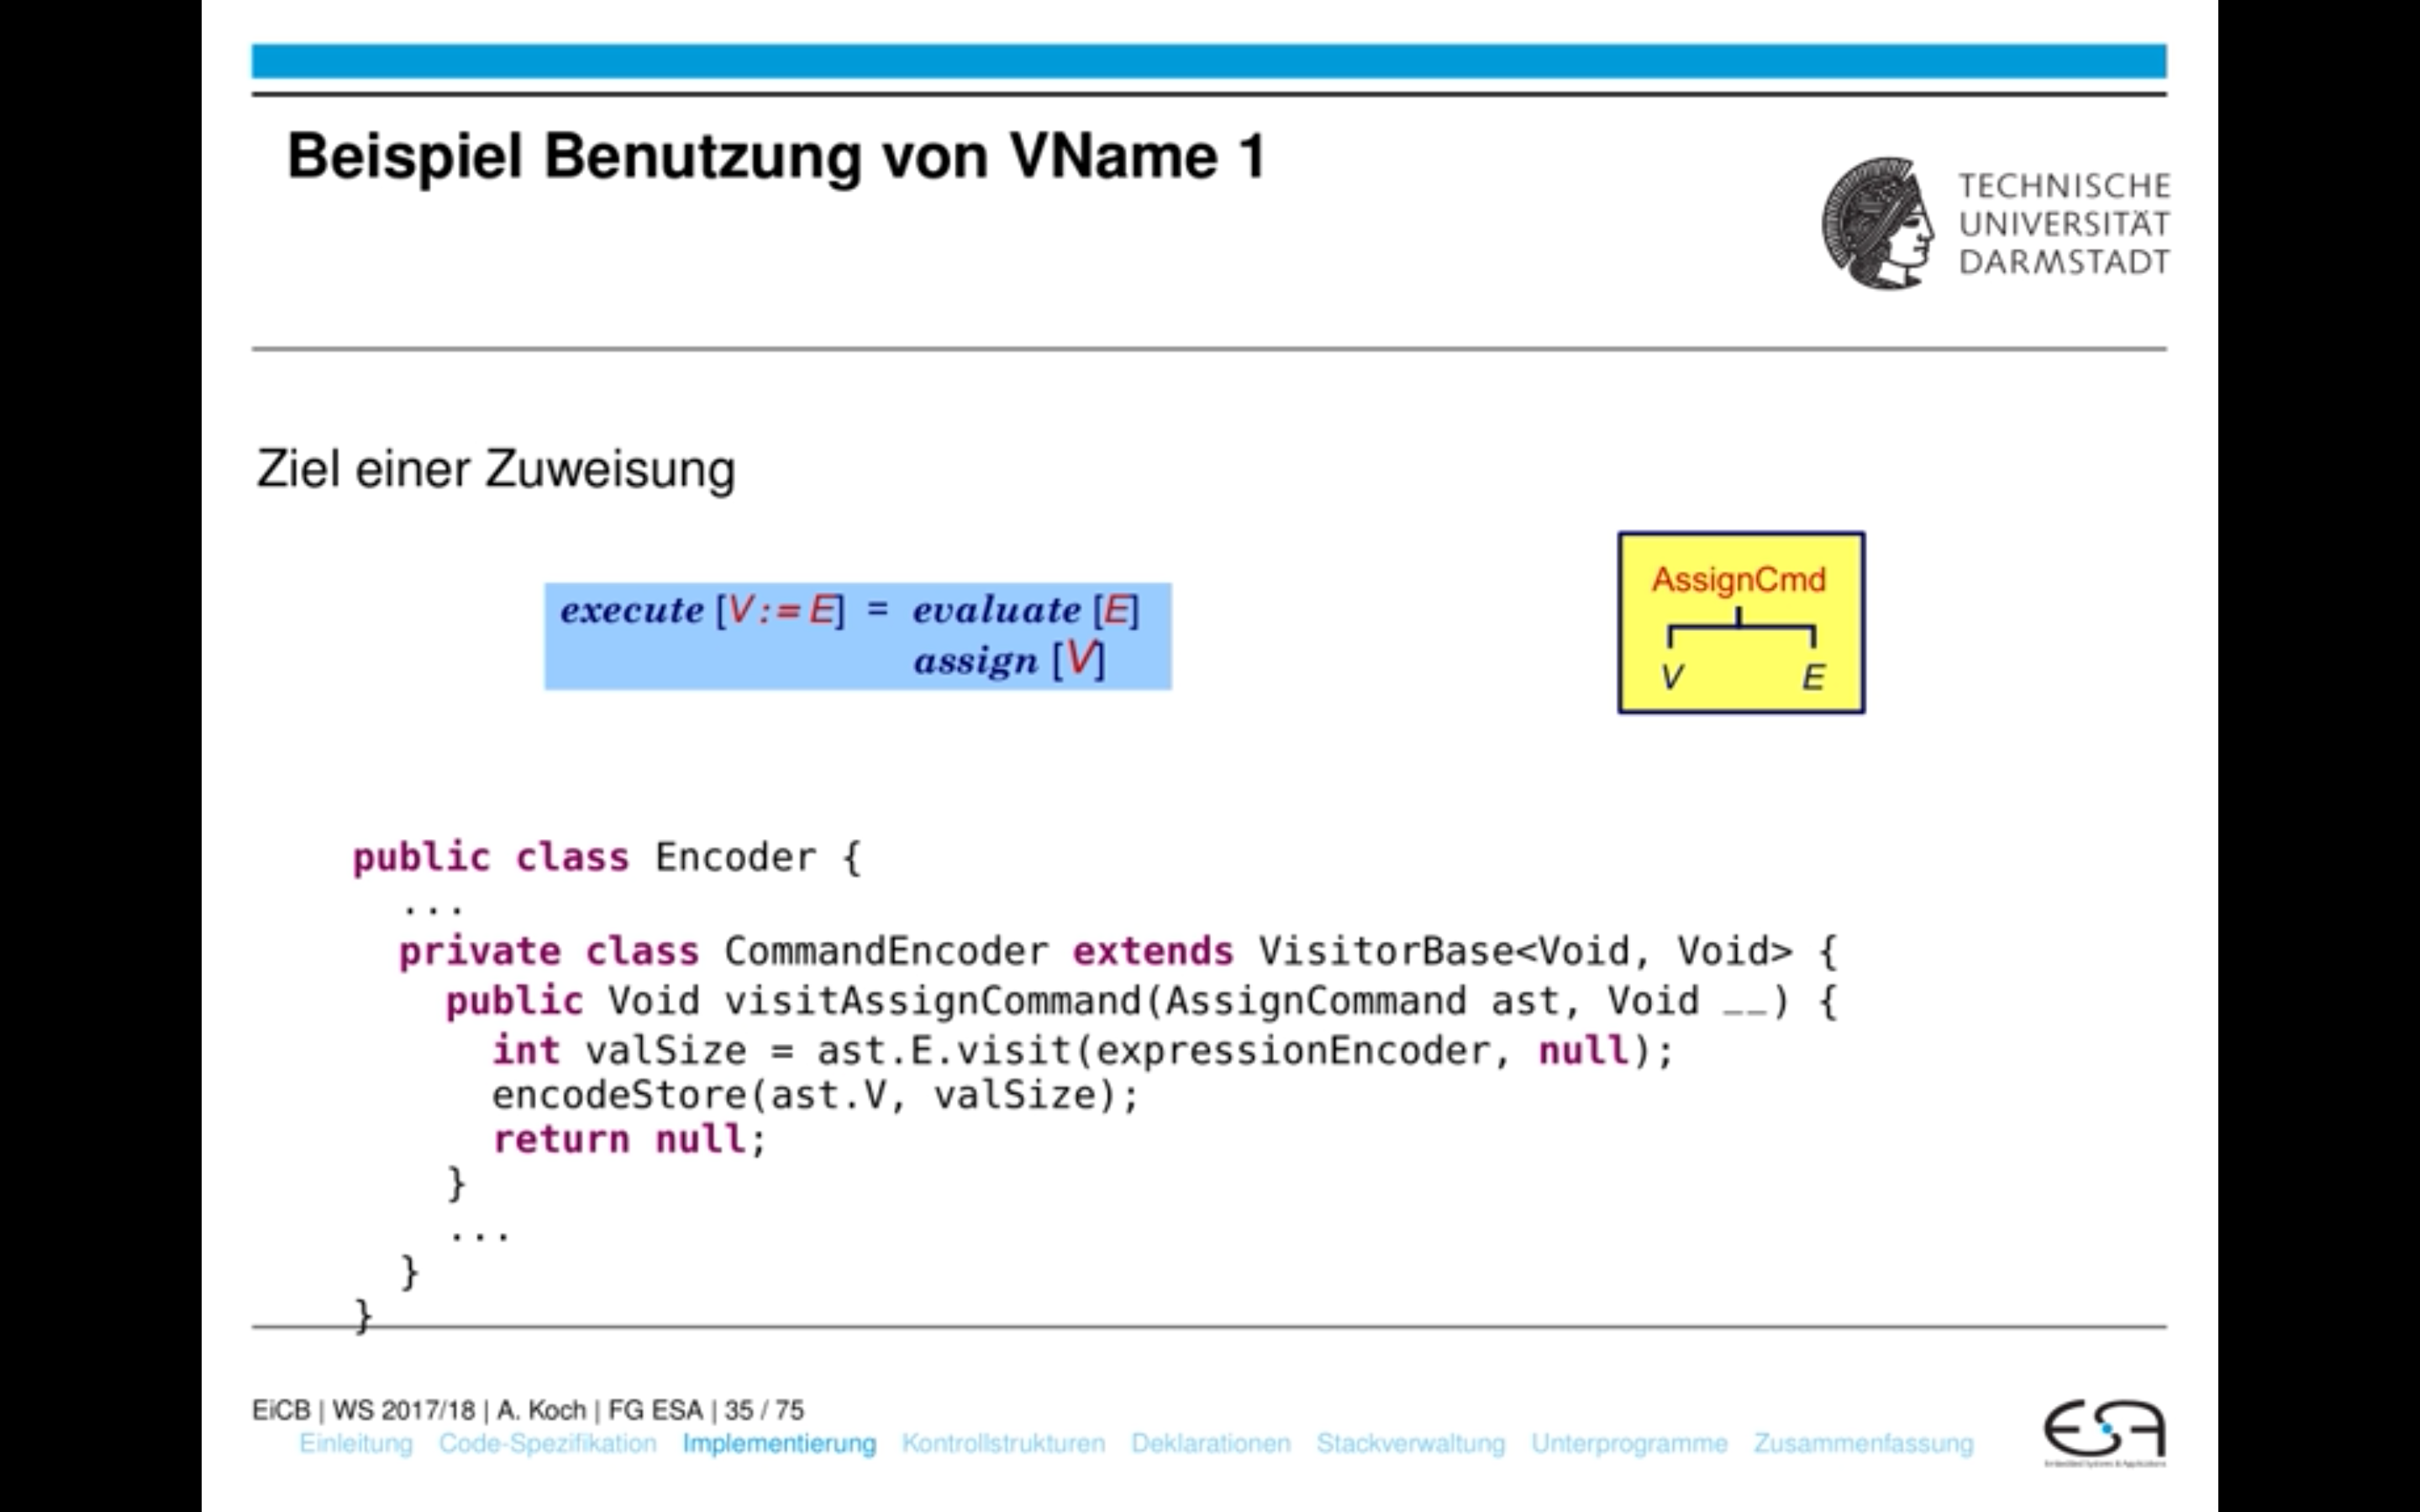 Beispiel Benutzung von VName 1
TECHNISCHE
UNIVERSITÄT
DARMSTADT
Ziel einer Zuweisung
execute [V:=E] = evaluate [E]
assign [V]
AssignCmd
V E
public class Encoder {
...
private class CommandEncoder extends VisitorBase<Void, Void> {
public Void visitAssignCommand(AssignCommand ast, Void __) {
int valSize = ast.E.visit(expressionEncoder, null);
encodeStore(ast.V, valSize);
return null;
}
...
}
}
EiCB | WS 2017/18 | A. Koch | FG ESA | 35 / 75
Einleitung Code-Spezifikation Implementierung Kontrollstrukturen Deklarationen Stackverwaltung Unterprogramme Zusammenfassung
ESA
Embedded Systems & Applications